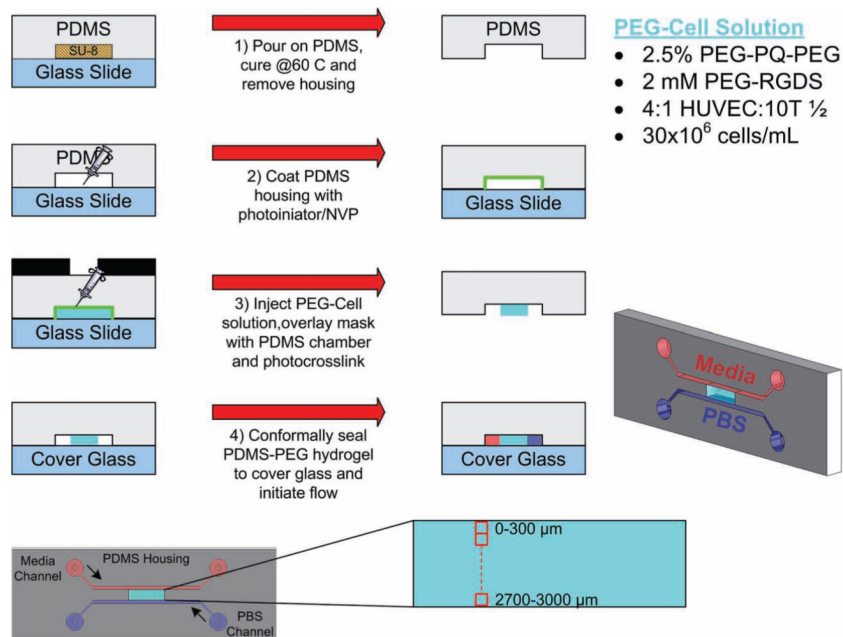 PDMS
SU-8
Glass Slide
1) Pour on PDMS,
cure @60 C and
remove housing
PDMS
PEG-Cell Solution
• 2.5% PEG-PQ-PEG
• 2 mM PEG-RGDS
• 4:1 HUVEC:10T ½
• 30x10⁶ cells/mL
PDMS
Glass Slide
2) Coat PDMS
housing with
photoiniator/NVP
Glass Slide
Glass Slide
3) Inject PEG-Cell
solution,overlay mask
with PDMS chamber
and photocrosslink
Media
PBS
Cover Glass
4) Conformally seal
PDMS-PEG hydrogel
to cover glass and
initiate flow
Cover Glass
Media
Channel
PDMS Housing
PBS
Channel
0-300 µm
2700-3000 µm